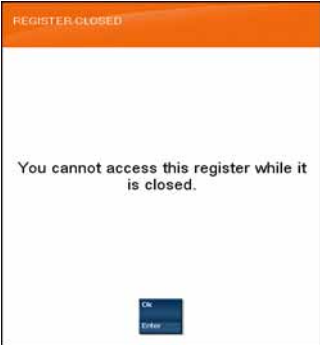 REGISTER CLOSED
You cannot access this register while it
is closed.
Ok
Enter